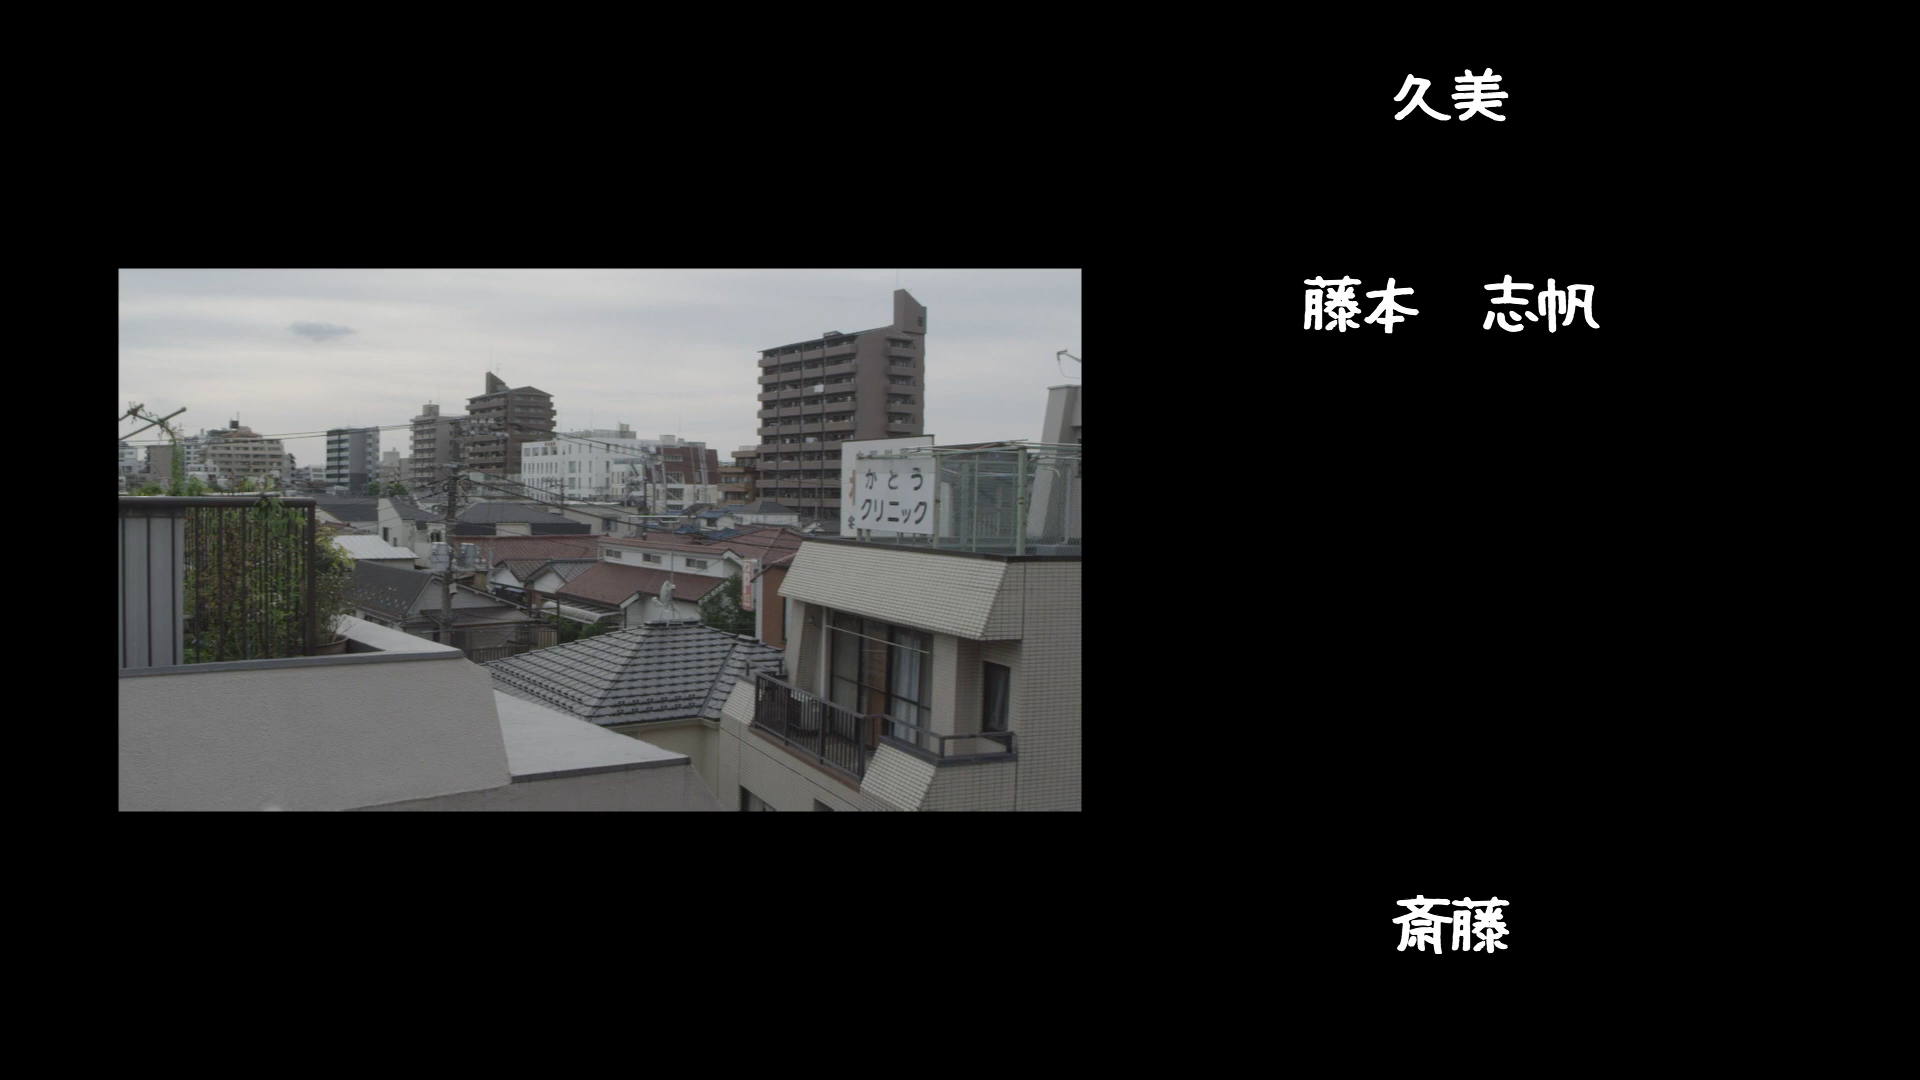 久美
藤本　志帆
かとう
クリニック
斎藤